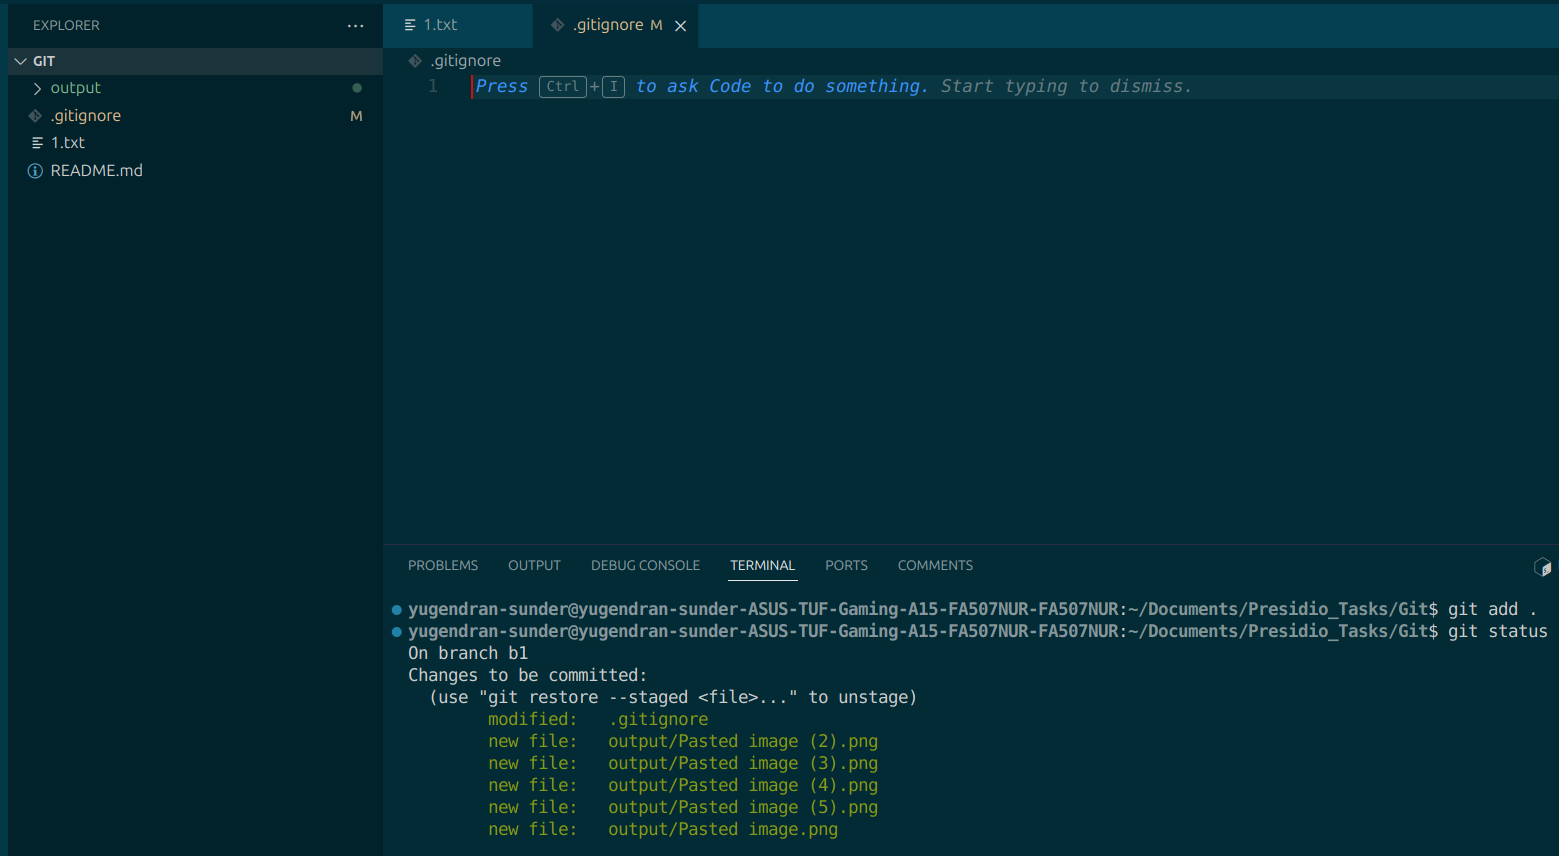 EXPLORER ...
GIT
output
.gitignore M
1.txt
README.md
1.txt
.gitignore M
.gitignore
1 Press Ctrl+I to ask Code to do something. Start typing to dismiss.
PROBLEMS OUTPUT DEBUG CONSOLE TERMINAL PORTS COMMENTS
yugendran-sunder@yugendran-sunder-ASUS-TUF-Gaming-A15-FA507NUR-FA507NUR:~/Documents/Presidio_Tasks/Git$ git add .
yugendran-sunder@yugendran-sunder-ASUS-TUF-Gaming-A15-FA507NUR-FA507NUR:~/Documents/Presidio_Tasks/Git$ git status
On branch b1
Changes to be committed:
  (use "git restore --staged <file>..." to unstage)
        modified:   .gitignore
        new file:   output/Pasted image (2).png
        new file:   output/Pasted image (3).png
        new file:   output/Pasted image (4).png
        new file:   output/Pasted image (5).png
        new file:   output/Pasted image.png